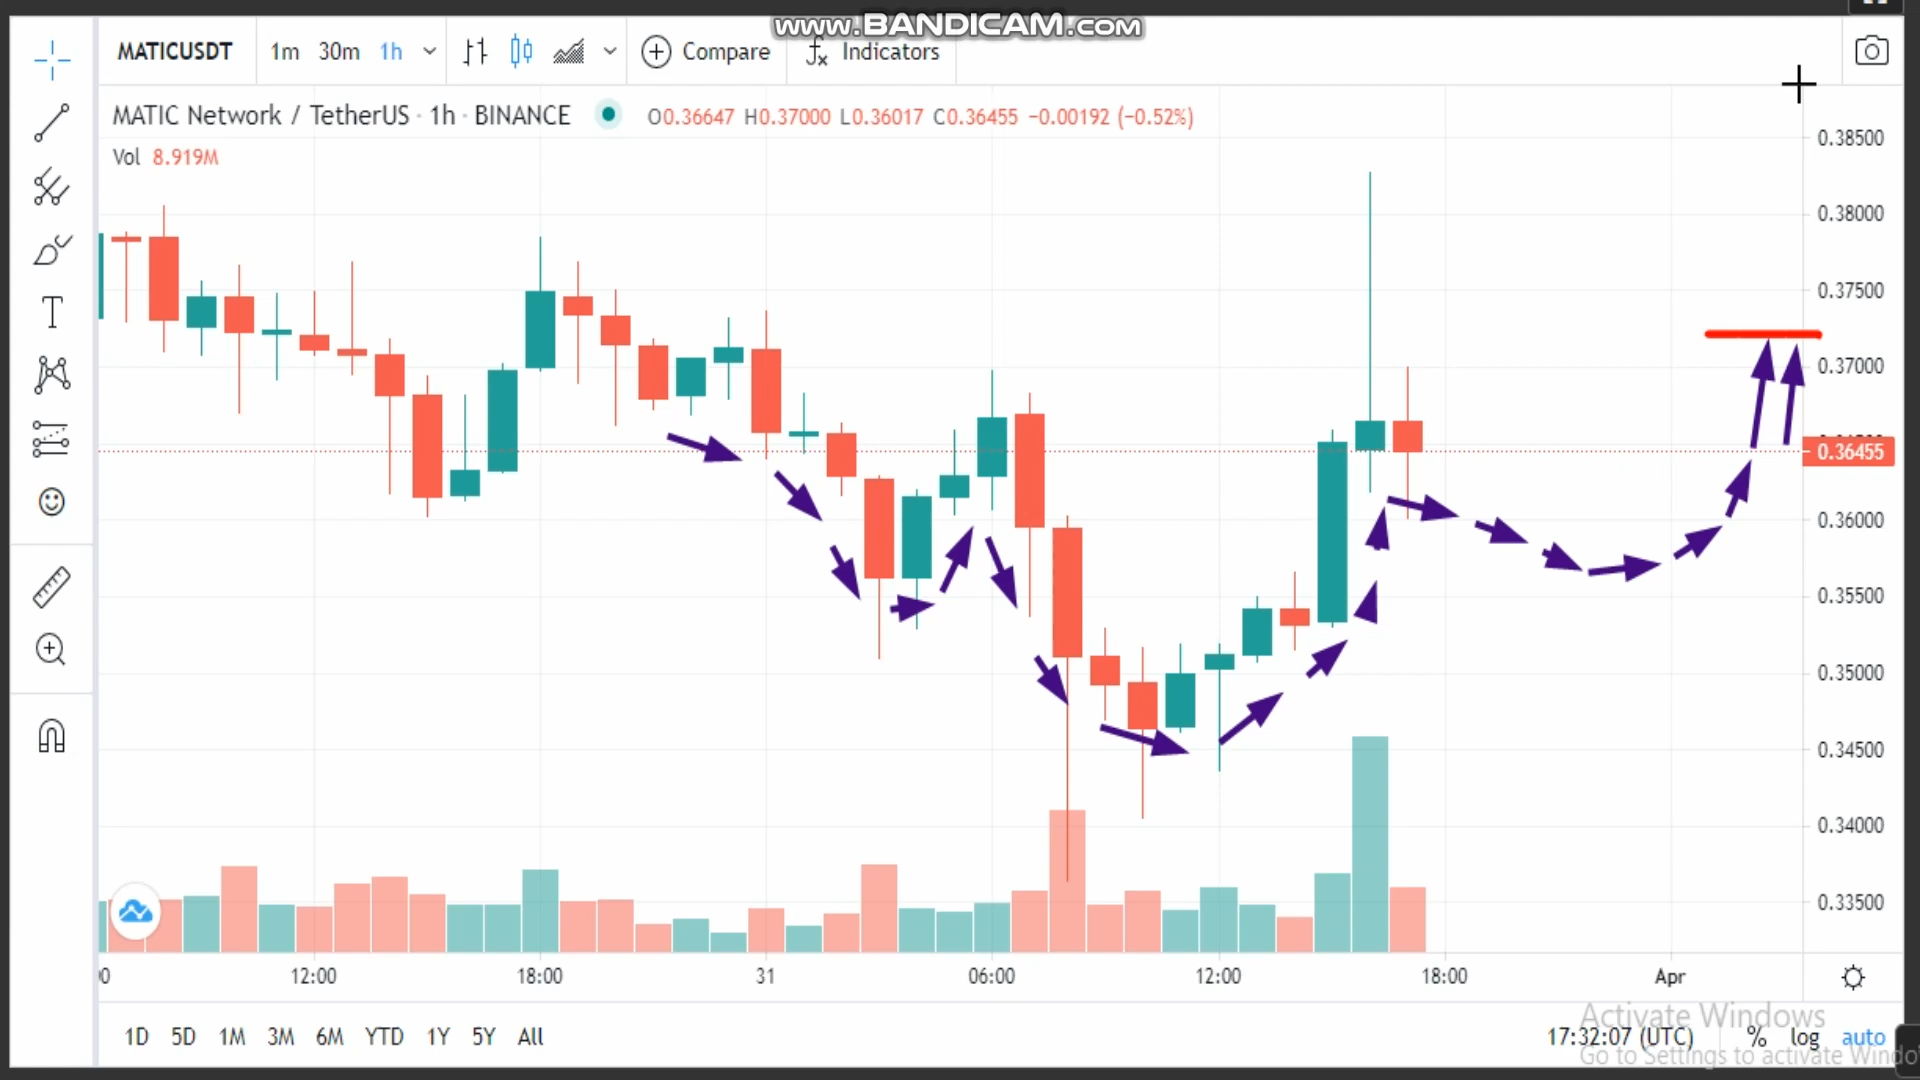 www.BANDICAM.com
MATICUSDT 1m 30m 1h Compare Indicators
MATIC Network / TetherUS · 1h · BINANCE O0.36647 H0.37000 L0.36017 C0.36455 −0.00192 (−0.52%)
Vol 8.919M
0.38500
0.38000
0.37500
0.37000
0.36455
0.36000
0.35500
0.35000
0.34500
0.34000
0.33500
12:00 18:00 31 06:00 12:00 18:00 Apr
1D 5D 1M 3M 6M YTD 1Y 5Y All 17:32:07 (UTC) % log auto
Activate Windows
Go to Settings to activate Windo